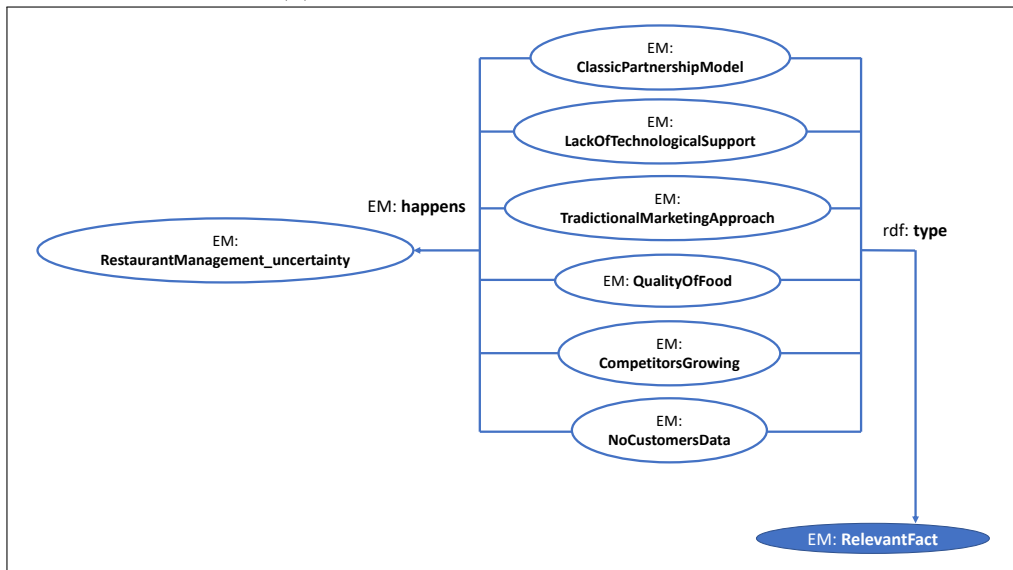 EM:
ClassicPartnershipModel
EM:
LackOfTechnologicalSupport
EM: happens
EM:
TradictionalMarketingApproach
rdf: type
EM:
RestaurantManagement_uncertainty
EM: QualityOfFood
EM:
CompetitorsGrowing
EM:
NoCustomersData
EM: RelevantFact